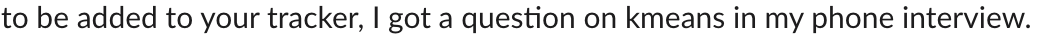 to be added to your tracker, I got a question on kmeans in my phone interview.